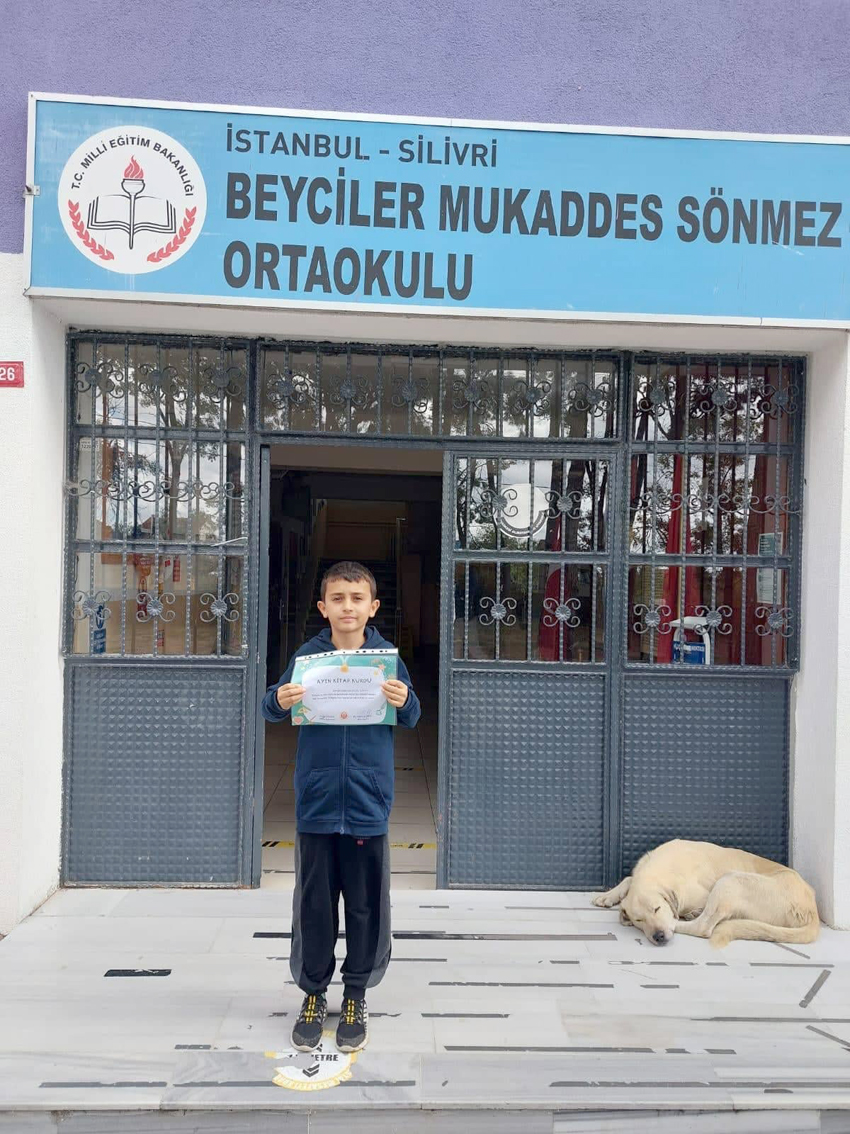 T.C. MİLLİ EĞİTİM BAKANLIĞI
İSTANBUL - SİLİVRİ
BEYCİLER MUKADDES SÖNMEZ
ORTAOKULU
26
AYIN KİTAP KURDU
METRE